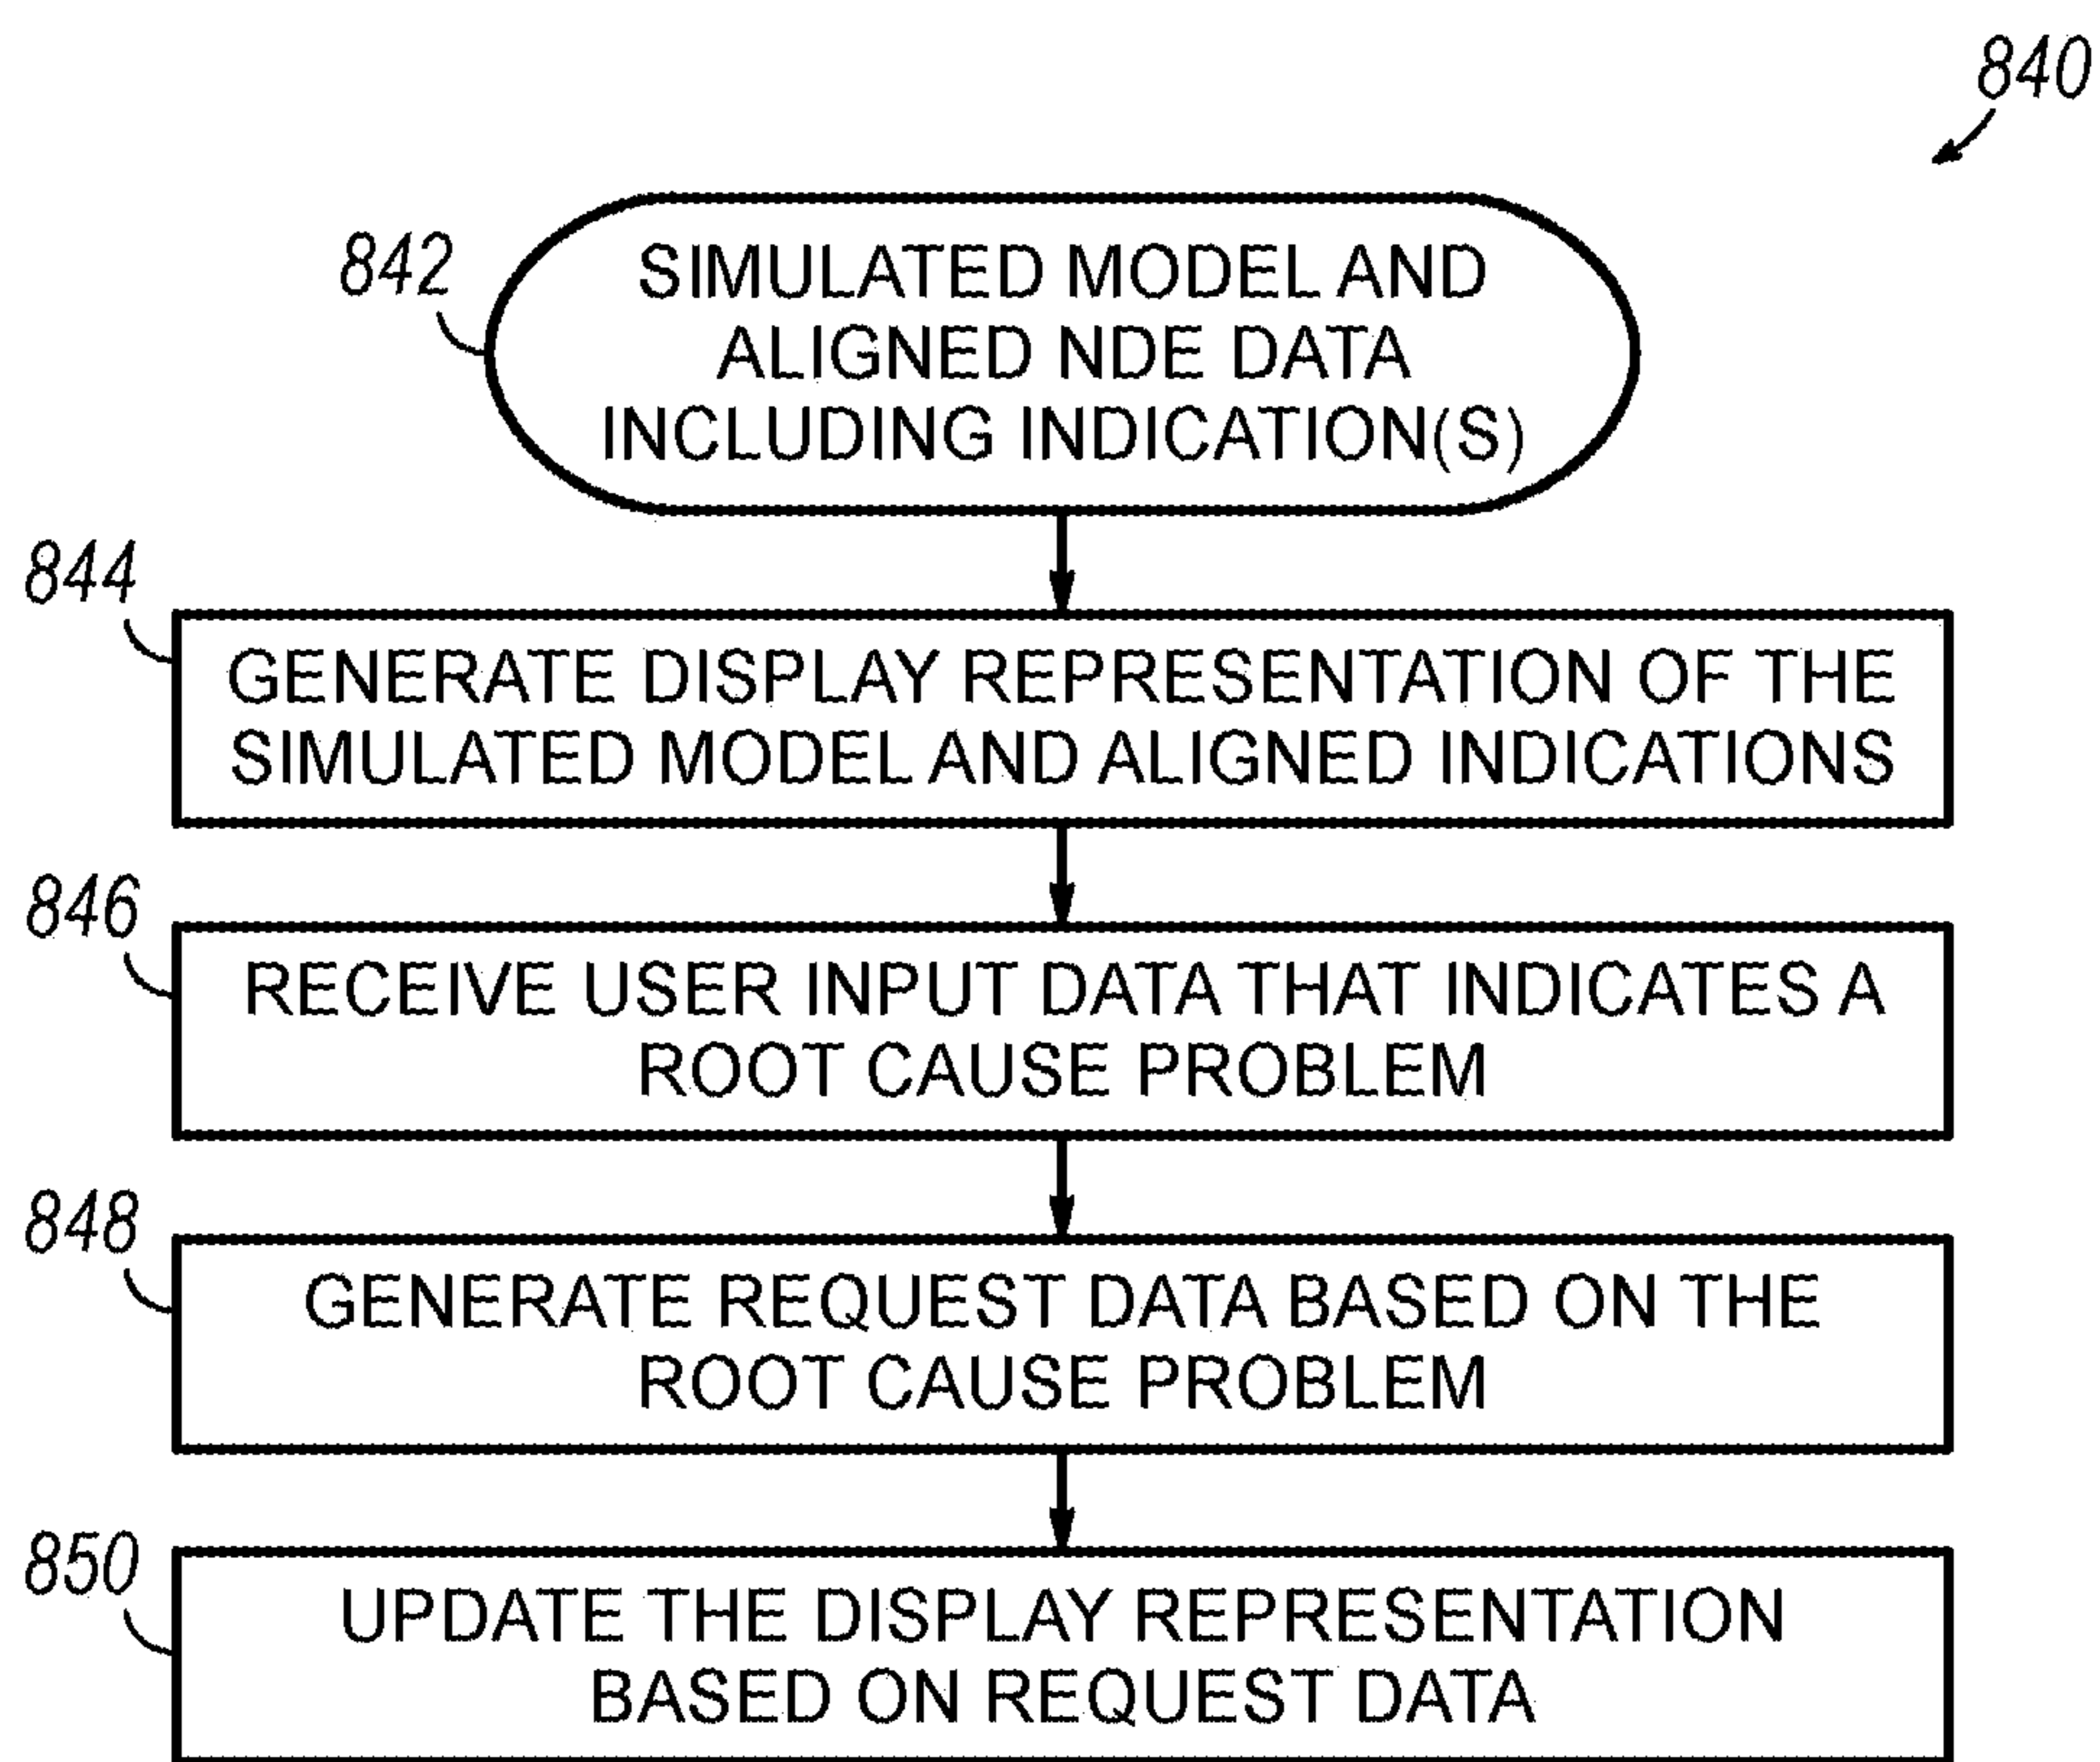 840
842
SIMULATED MODEL AND
ALIGNED NDE DATA
INCLUDING INDICATION(S)
844
GENERATE DISPLAY REPRESENTATION OF THE
SIMULATED MODEL AND ALIGNED INDICATIONS
846
RECEIVE USER INPUT DATA THAT INDICATES A
ROOT CAUSE PROBLEM
848
GENERATE REQUEST DATA BASED ON THE
ROOT CAUSE PROBLEM
850
UPDATE THE DISPLAY REPRESENTATION
BASED ON REQUEST DATA